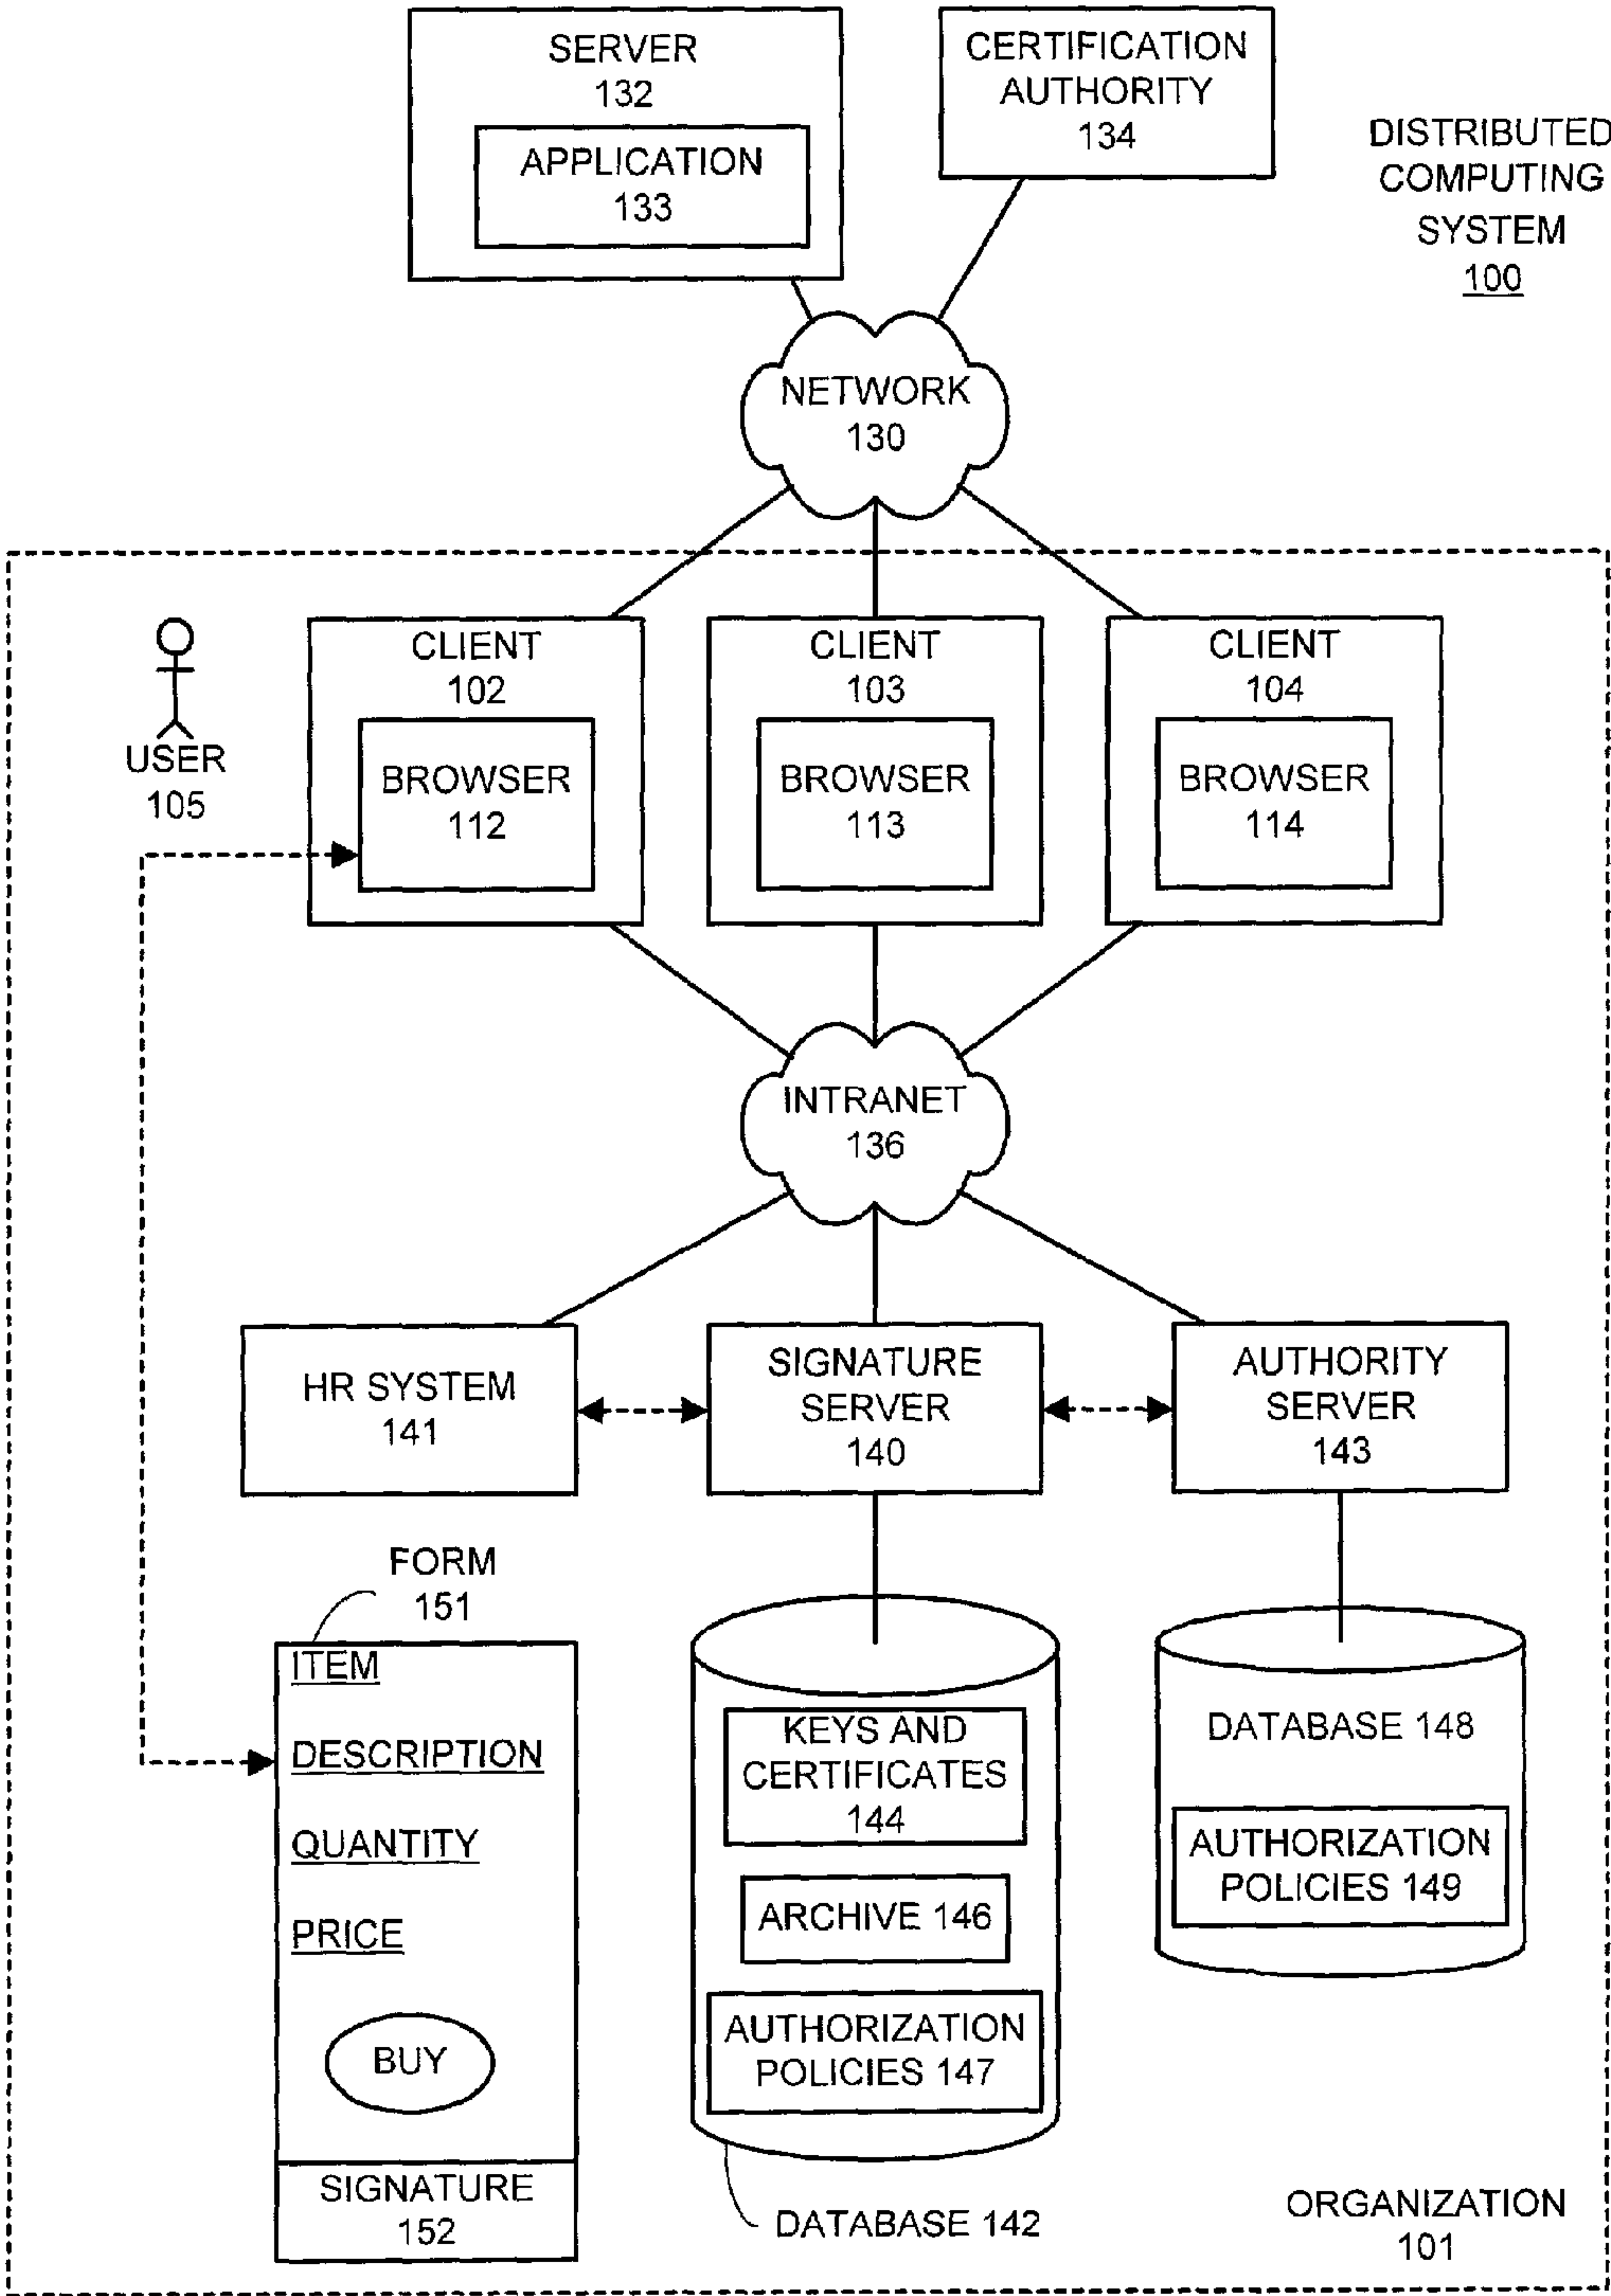 SERVER
132
APPLICATION
133
CERTIFICATION
AUTHORITY
134
DISTRIBUTED
COMPUTING
SYSTEM
100
NETWORK
130
USER
105
CLIENT
102
BROWSER
112
CLIENT
103
BROWSER
113
CLIENT
104
BROWSER
114
INTRANET
136
HR SYSTEM
141
SIGNATURE
SERVER
140
AUTHORITY
SERVER
143
FORM
151
ITEM
DESCRIPTION
QUANTITY
PRICE
BUY
SIGNATURE
152
KEYS AND
CERTIFICATES
144
ARCHIVE 146
AUTHORIZATION
POLICIES 147
DATABASE 142
DATABASE 148
AUTHORIZATION
POLICIES 149
ORGANIZATION
101